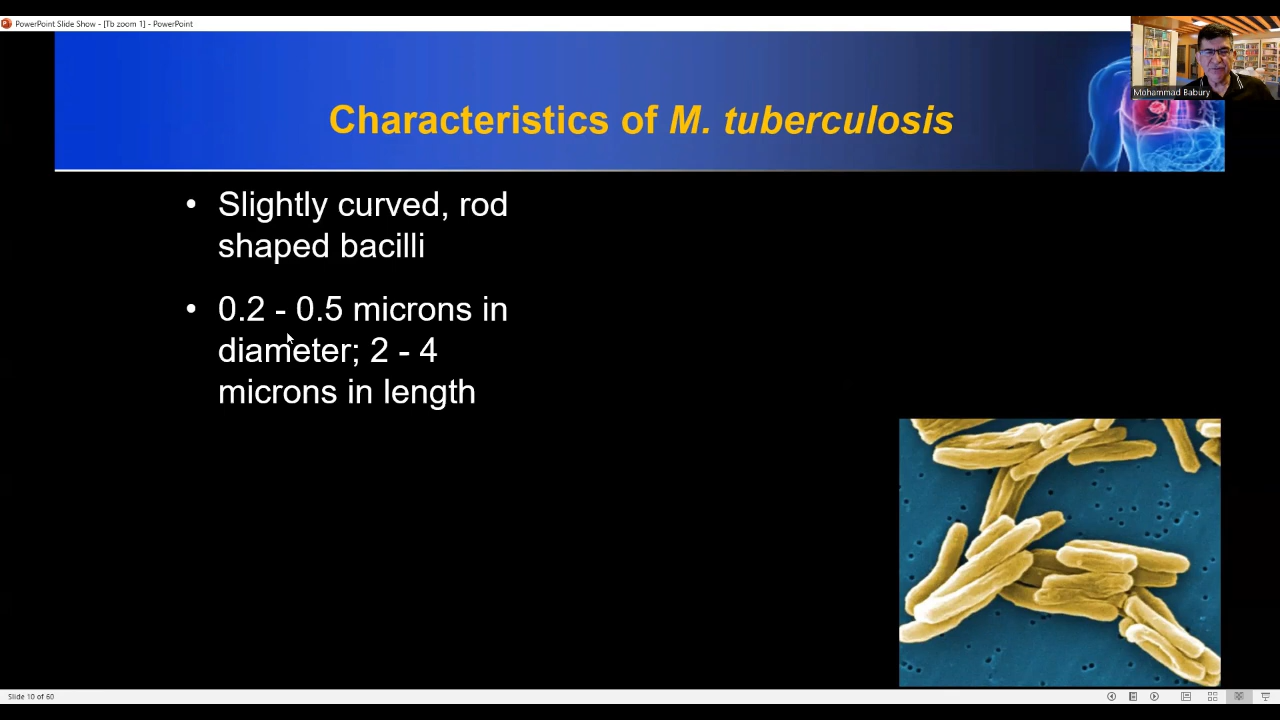 PowerPoint Slide Show - [Tb zoom 1] - PowerPoint
Mohammad Babury
Characteristics of M. tuberculosis
• Slightly curved, rod
shaped bacilli
• 0.2 - 0.5 microns in
diameter; 2 - 4
microns in length
Slide 10 of 60